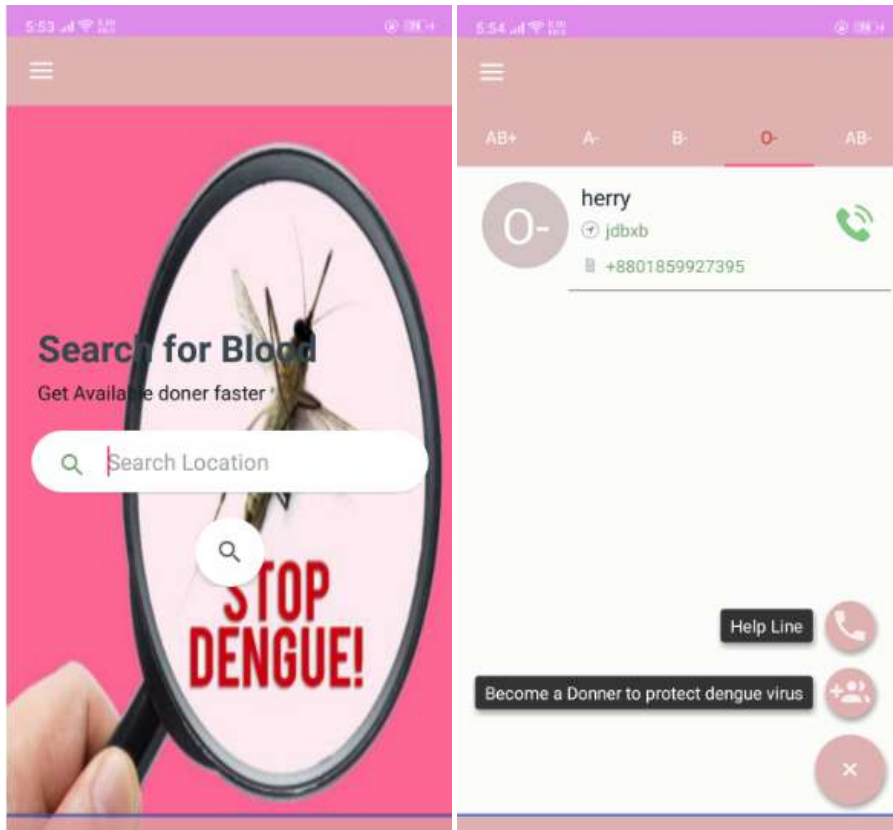 5:53
Search for Blood
Get Available doner faster
Search Location
STOP
DENGUE!
5:54
AB+ A- B- O- AB-
O-
herry
jdbxb
+8801859927395
Help Line
Become a Donner to protect dengue virus